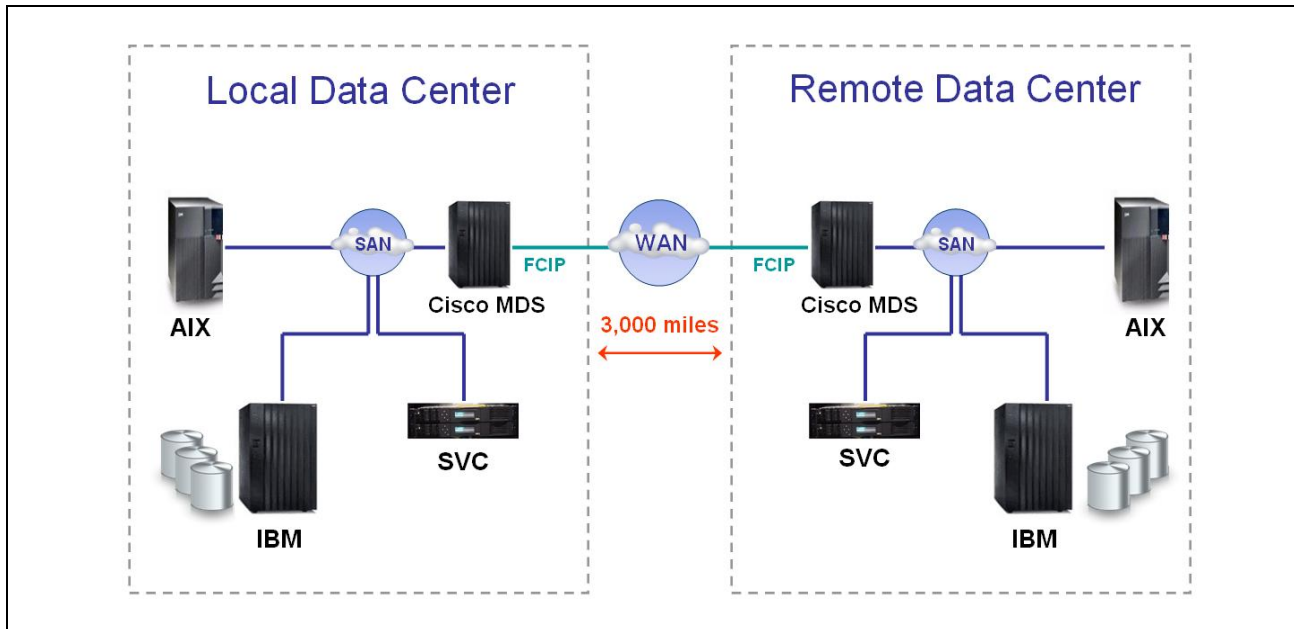 Local Data Center
Remote Data Center
SAN
WAN
SAN
FCIP
FCIP
AIX
Cisco MDS
Cisco MDS
AIX
3,000 miles
SVC
SVC
IBM
IBM